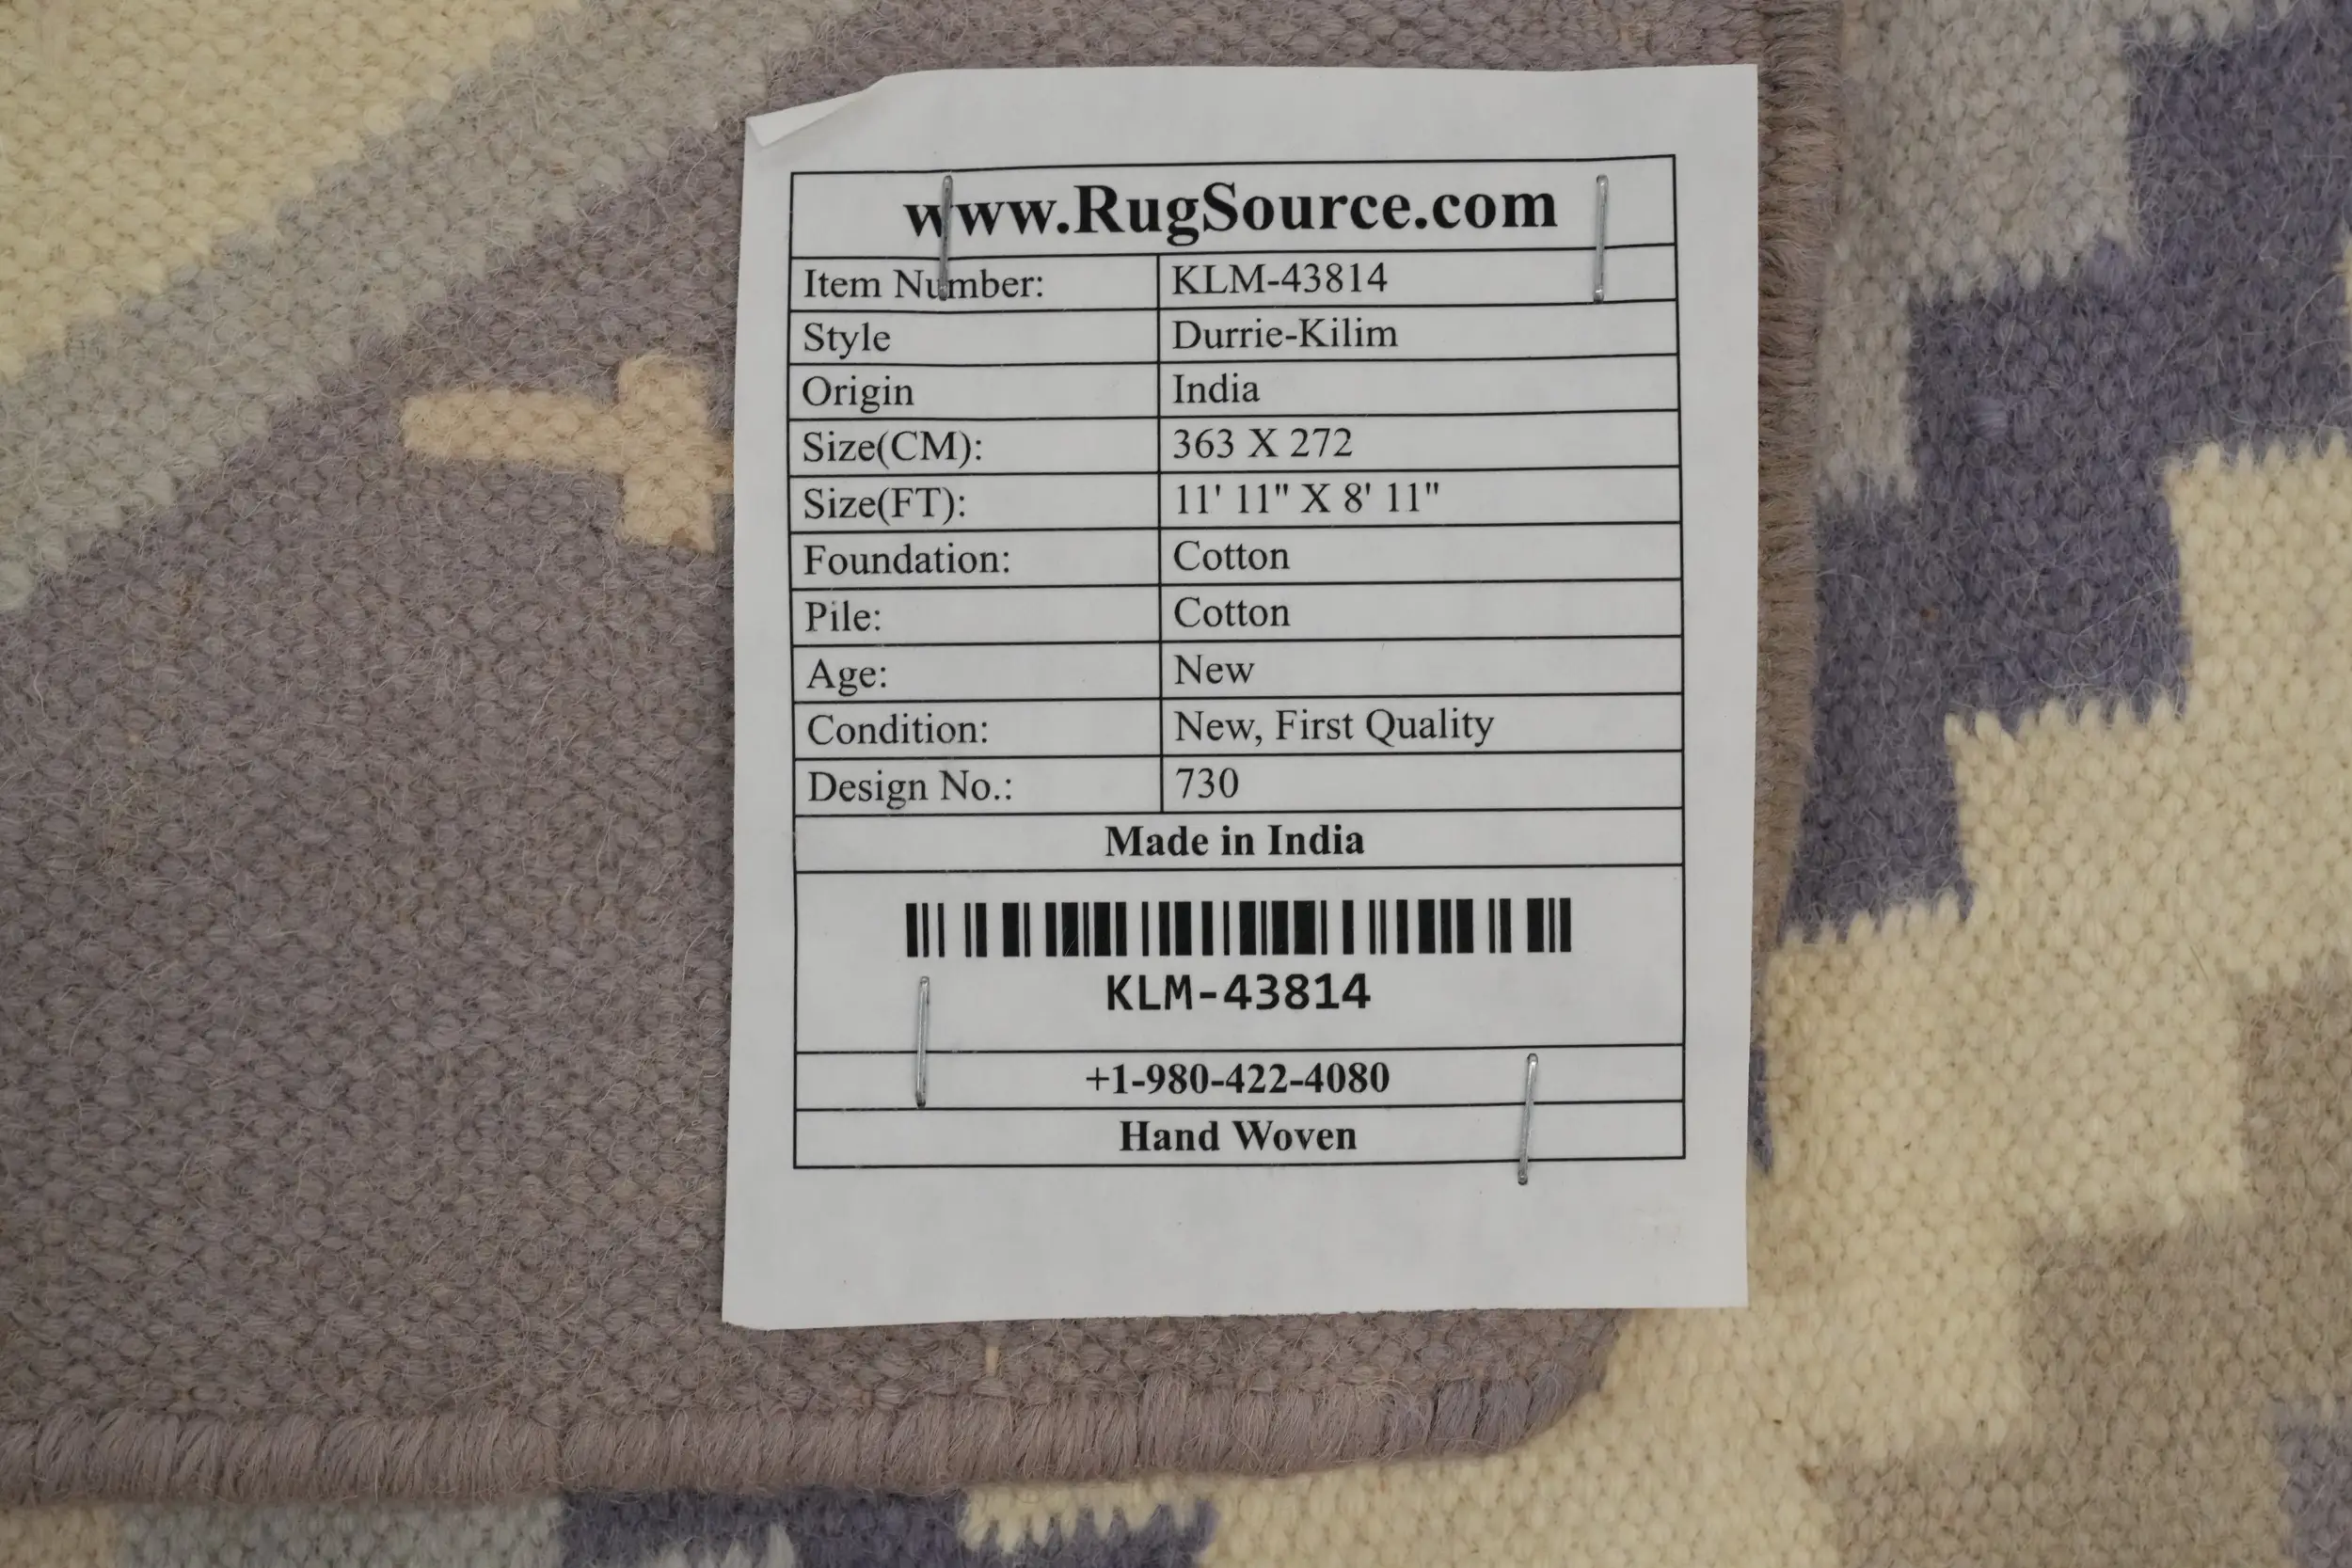 www.RugSource.com
Item Number: KLM-43814
Style Durrie-Kilim
Origin India
Size(CM): 363 X 272
Size(FT): 11' 11" X 8' 11"
Foundation: Cotton
Pile: Cotton
Age: New
Condition: New, First Quality
Design No.: 730
Made in India
KLM-43814
+1-980-422-4080
Hand Woven